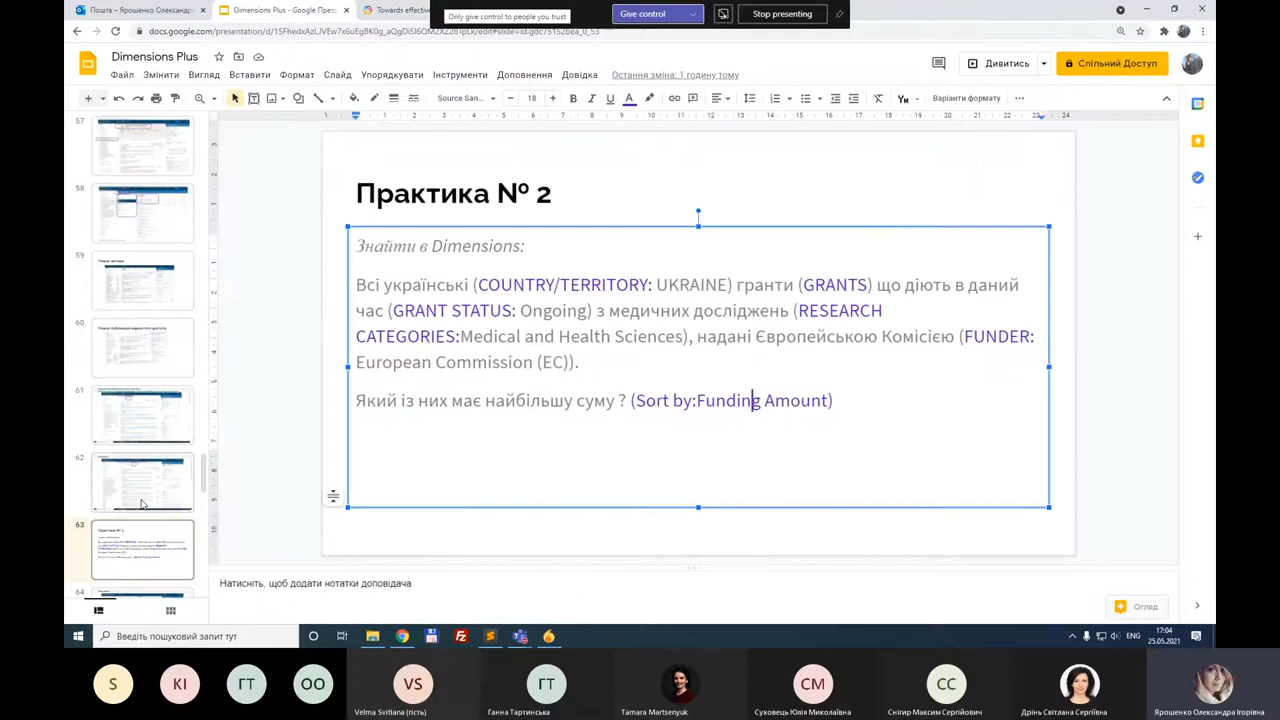 Only give control to people you trust
Give control
Stop presenting
Пошта – Ярошенко Олександра
Dimensions Plus - Google През
Towards effective
docs.google.com/presentation/d/15FhedxAzLJVEw7x6uEgBK0g_aQgDiSI6OM2XZ281pLk/edit#slide=id.gdc75152bea_0_53
Dimensions Plus
Файл Змінити Вигляд Вставити Формат Слайд Упорядкувати Інструменти Доповнення Довідка Остання зміна: 1 годину тому
Дивитись
Спільний Доступ
Source San...
18
Варіанти формату
57
58
59
60
61
62
63
64
Практика № 2
Знайти в Dimensions:
Всі українські (COUNTRY/TERRITORY: UKRAINE) гранти (GRANTS) що діють в даний
час (GRANT STATUS: Ongoing) з медичних досліджень (RESEARCH
CATEGORIES:Medical and Health Sciences), надані Європейською Комісією (FUNDER:
European Commission (EC)).
Який із них має найбільшу суму ? (Sort by:Funding Amount)
Натисніть, щоб додати нотатки доповідача
Огляд
Введіть пошуковий запит тут
ENG
17:04
25.05.2021
S
КІ
ГТ
ОО
VS
ГТ
СМ
СС
Velma Svitlana (гість)
Ганна Тартинська
Tamara Martsenyuk
Суховець Юлія Миколаївна
Снігир Максим Сергійович
Дрінь Світлана Сергіївна
Ярошенко Олександра Ігорівна